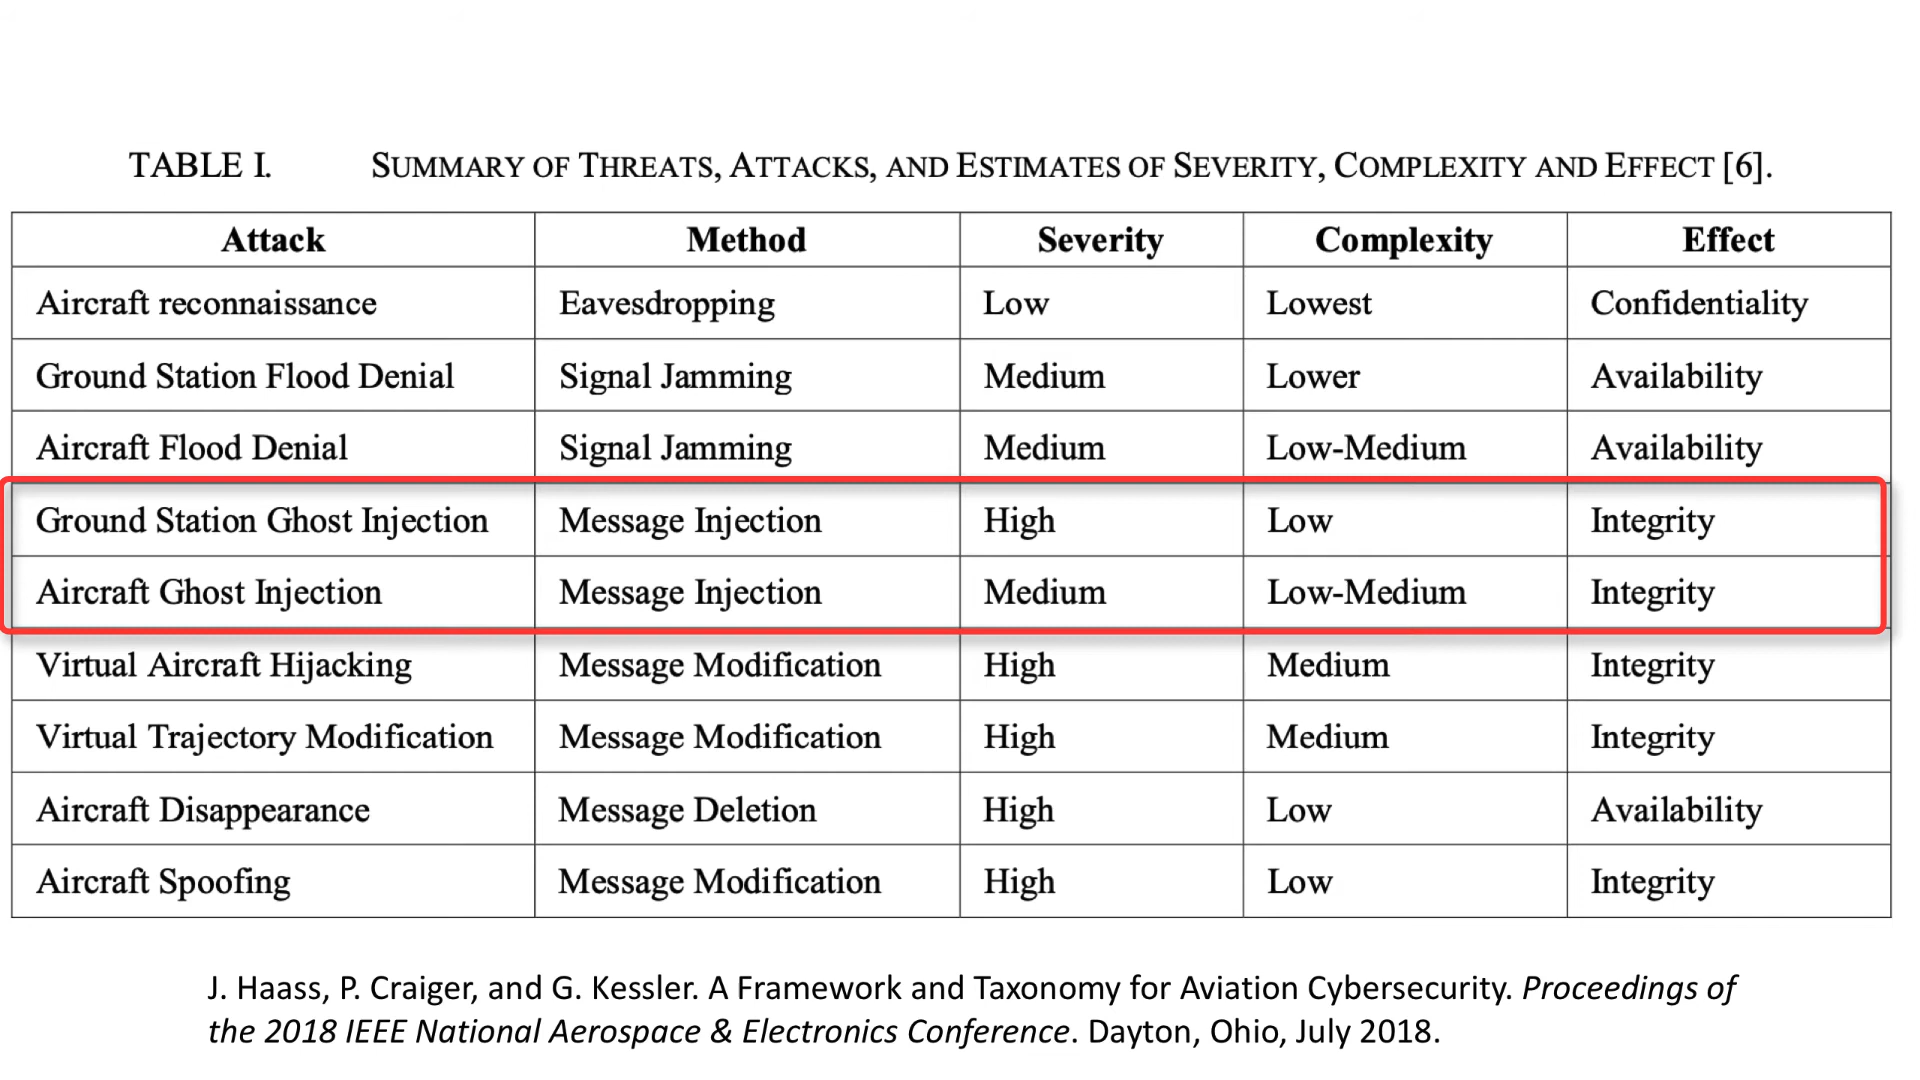 TABLE I. SUMMARY OF THREATS, ATTACKS, AND ESTIMATES OF SEVERITY, COMPLEXITY AND EFFECT [6].
Attack Method Severity Complexity Effect
Aircraft reconnaissance Eavesdropping Low Lowest Confidentiality
Ground Station Flood Denial Signal Jamming Medium Lower Availability
Aircraft Flood Denial Signal Jamming Medium Low-Medium Availability
Ground Station Ghost Injection Message Injection High Low Integrity
Aircraft Ghost Injection Message Injection Medium Low-Medium Integrity
Virtual Aircraft Hijacking Message Modification High Medium Integrity
Virtual Trajectory Modification Message Modification High Medium Integrity
Aircraft Disappearance Message Deletion High Low Availability
Aircraft Spoofing Message Modification High Low Integrity
J. Haass, P. Craiger, and G. Kessler. A Framework and Taxonomy for Aviation Cybersecurity. Proceedings of
the 2018 IEEE National Aerospace & Electronics Conference. Dayton, Ohio, July 2018.